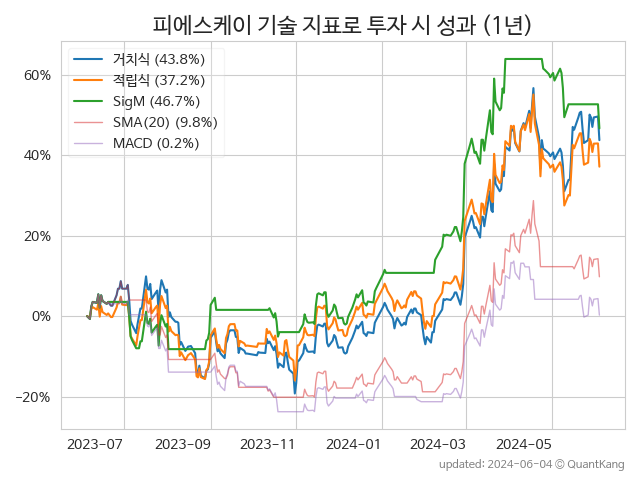 피에스케이 기술 지표로 투자 시 성과 (1년)
거치식 (43.8%)
적립식 (37.2%)
SigM (46.7%)
SMA(20) (9.8%)
MACD (0.2%)
60%
40%
20%
0%
−20%
2023-07 2023-09 2023-11 2024-01 2024-03 2024-05
updated: 2024-06-04 © QuantKang